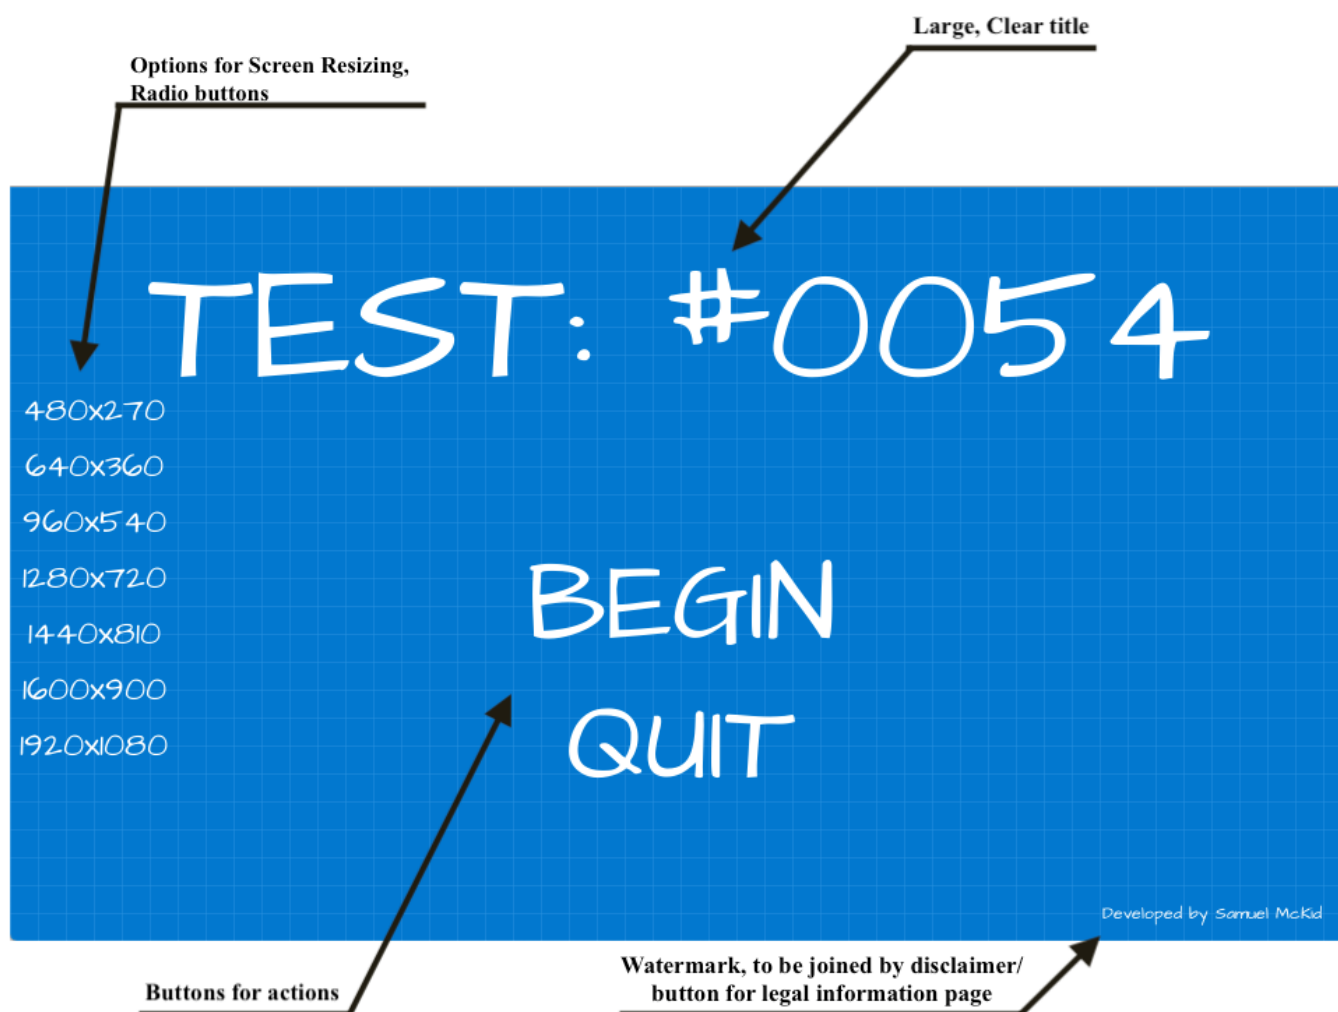 Large, Clear title
Options for Screen Resizing,
Radio buttons
TEST: #0054
480x270
640x360
960x540
1280x720
1440x810
1600x900
1920x1080
BEGIN
QUIT
Developed by Samuel McKid
Buttons for actions
Watermark, to be joined by disclaimer/
button for legal information page